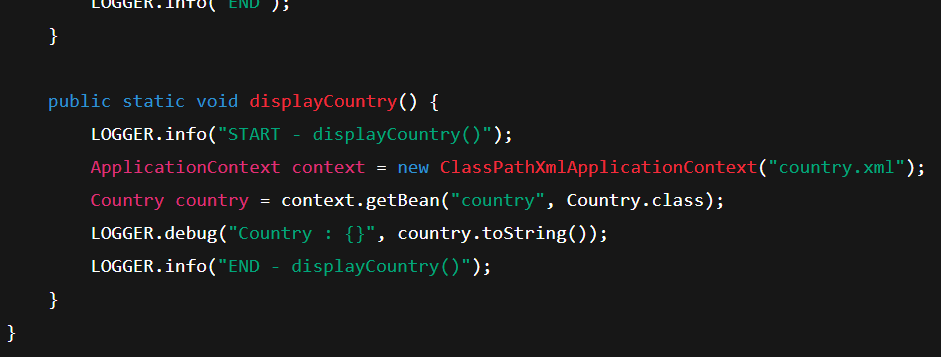 LOGGER.info("END");
}
public static void displayCountry() {
LOGGER.info("START - displayCountry()");
ApplicationContext context = new ClassPathXmlApplicationContext("country.xml");
Country country = context.getBean("country", Country.class);
LOGGER.debug("Country : {}", country.toString());
LOGGER.info("END - displayCountry()");
}
}